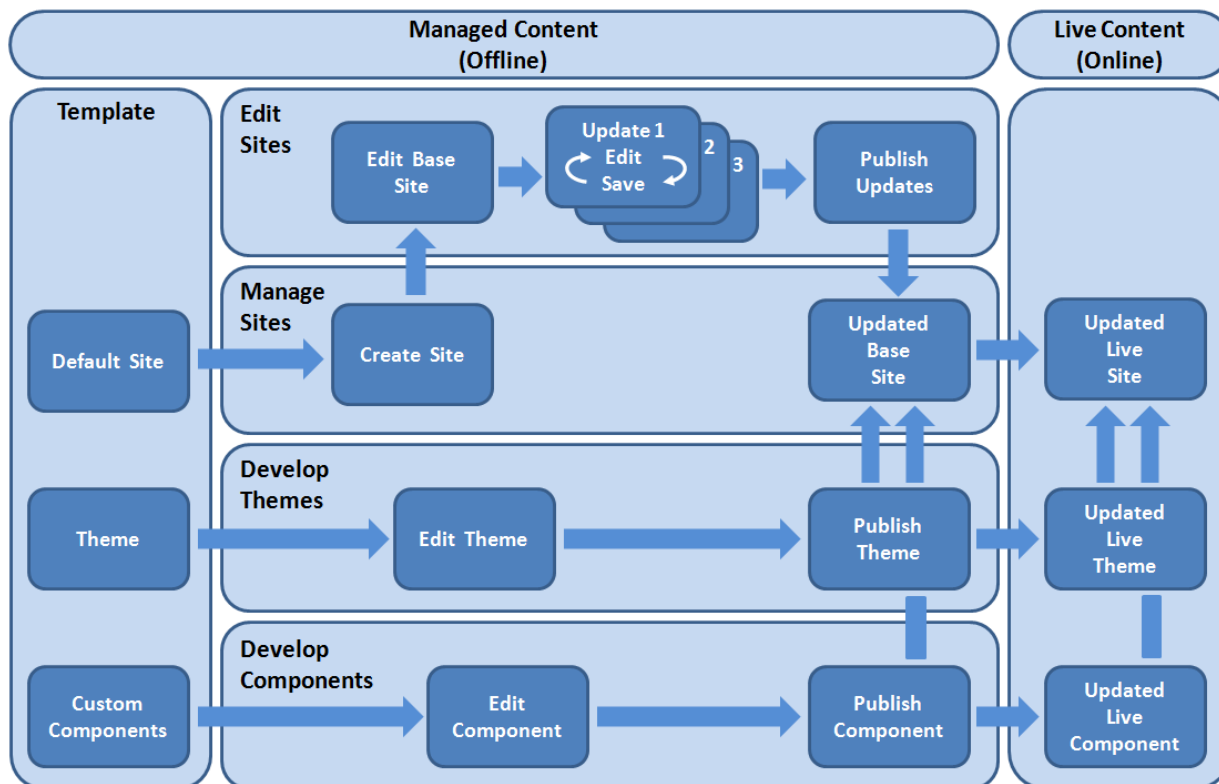 Managed Content
(Offline)
Live Content
(Online)
Template
Edit
Sites
Edit Base
Site
Update 1
Edit
Save
2
3
Publish
Updates
Manage
Sites
Default Site
Create Site
Updated
Base
Site
Updated
Live
Site
Develop
Themes
Theme
Edit Theme
Publish
Theme
Updated
Live
Theme
Develop
Components
Custom
Components
Edit
Component
Publish
Component
Updated
Live
Component